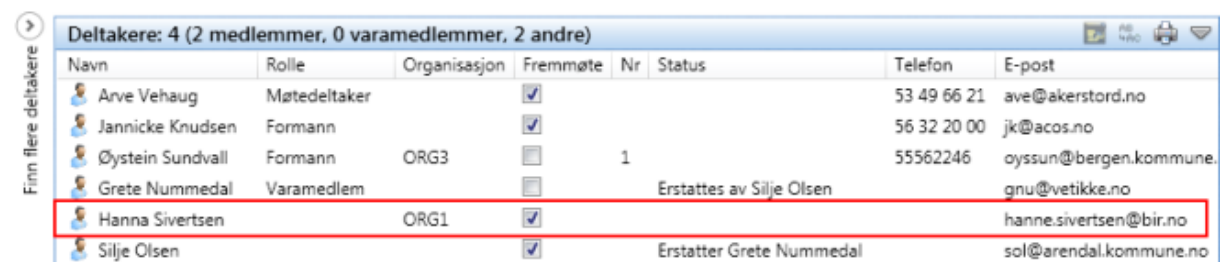 Finn flere deltakere
Deltakere: 4 (2 medlemmer, 0 varamedlemmer, 2 andre)
Navn Rolle Organisasjon Fremmøte Nr Status Telefon E-post
Arve Vehaug Møtedeltaker 53 49 66 21 ave@akerstord.no
Jannicke Knudsen Formann 56 32 20 00 jk@acos.no
Øystein Sundvall Formann ORG3 1 55562246 oyssun@bergen.kommune.
Grete Nummedal Varamedlem Erstattes av Silje Olsen gnu@vetikke.no
Hanna Sivertsen ORG1 hanne.sivertsen@bir.no
Silje Olsen Erstatter Grete Nummedal sol@arendal.kommune.no